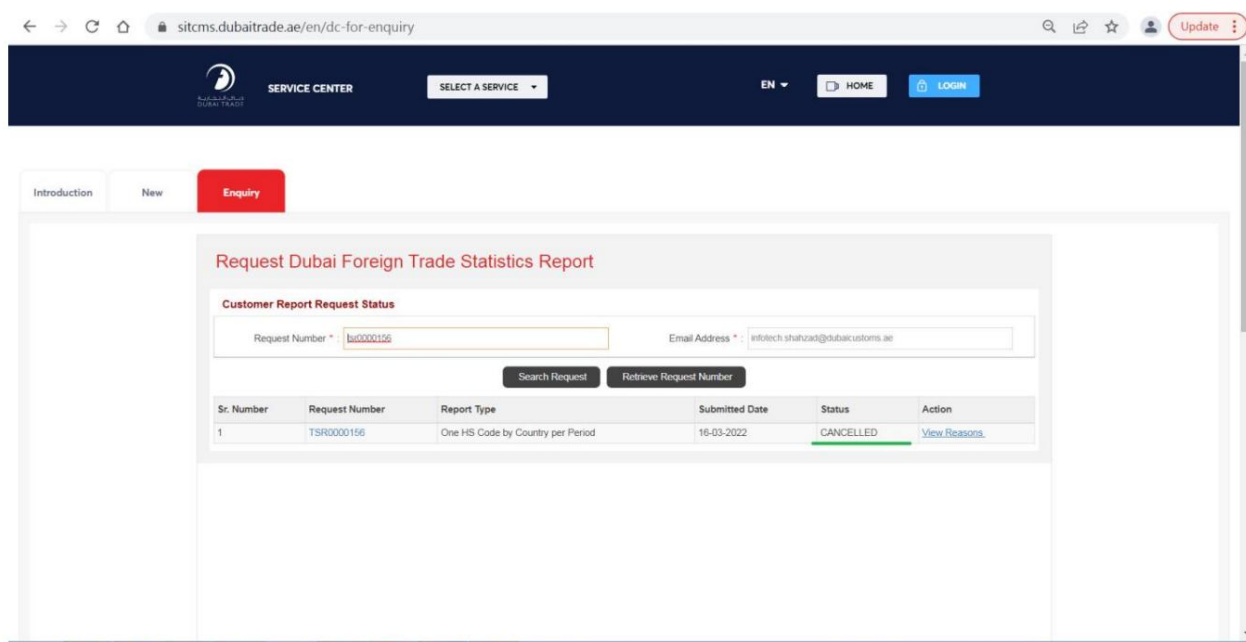 sitcms.dubaitrade.ae/en/dc-for-enquiry
Update
DUBAI TRADE
SERVICE CENTER
SELECT A SERVICE
EN
HOME
LOGIN
Introduction
New
Enquiry
Request Dubai Foreign Trade Statistics Report
Customer Report Request Status
Request Number * : tsr0000156
Email Address * : infotech.shahzad@dubaicustoms.ae
Search Request
Retrieve Request Number
Sr. Number Request Number Report Type Submitted Date Status Action
1 TSR0000156 One HS Code by Country per Period 16-03-2022 CANCELLED View Reasons